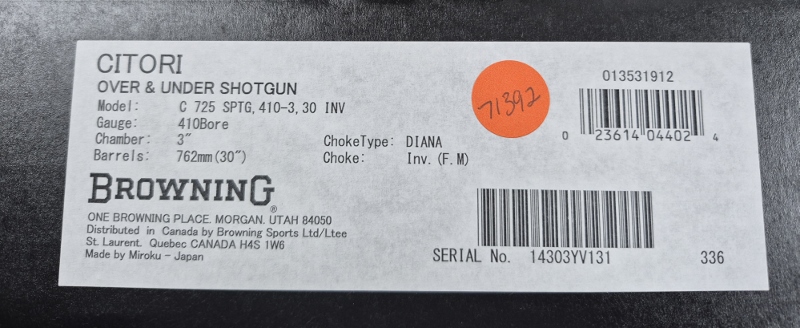 CITORI
OVER & UNDER SHOTGUN
Model: C 725 SPTG, 410-3, 30 INV
Gauge: 410Bore
Chamber: 3"
Barrels: 762mm(30")
ChokeType: DIANA
Choke: Inv.(F.M)
71392
013531912
0 23614 04402 4
BROWNING®
ONE BROWNING PLACE. MORGAN. UTAH 84050
Distributed in Canada by Browning Sports Ltd/Ltee
St. Laurent. Quebec CANADA H4S 1W6
Made by Miroku - Japan
SERIAL No. 14303YV131
336